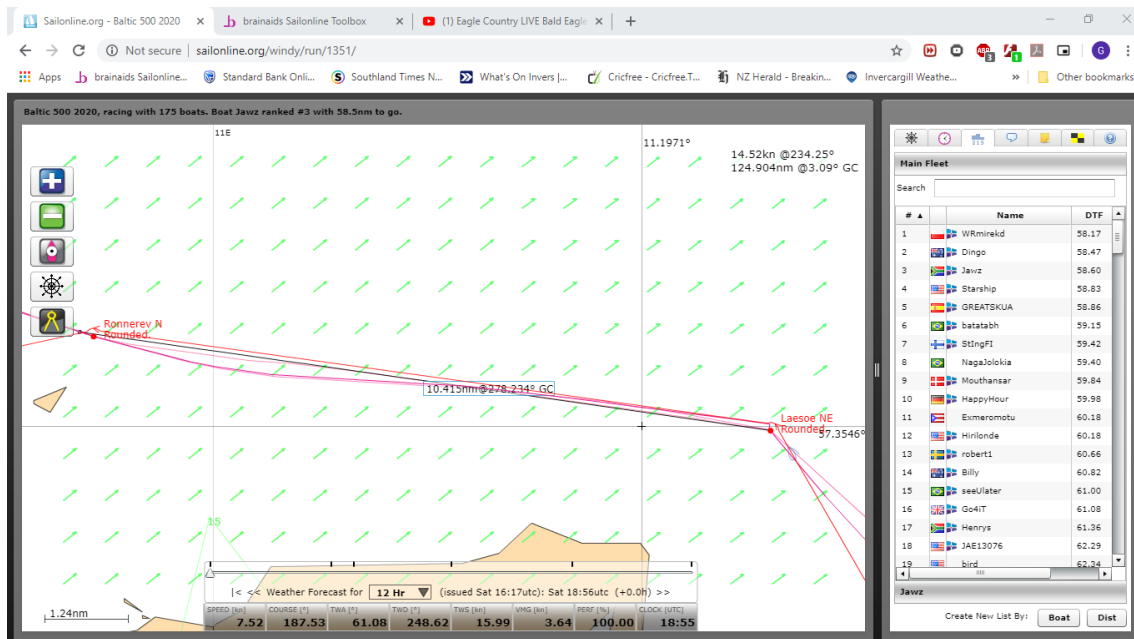 Sailonline.org - Baltic 500 2020
brainaids Sailonline Toolbox
(1) Eagle Country LIVE Bald Eagle
Not secure | sailonline.org/windy/run/1351/
Apps
brainaids Sailonline...
Standard Bank Onli...
Southland Times N...
What's On Invers |...
Cricfree - Cricfree.T...
NZ Herald - Breakin...
Invercargill Weathe...
Other bookmarks
Baltic 500 2020, racing with 175 boats. Boat Jawz ranked #3 with 58.5nm to go.
11E
11.1971°
14.52kn @234.25°
124.904nm @3.09° GC
Ronnerev N
Rounded.
10.415nm@278.234° GC
Laesoe NE
Rounded.
57.3546°
15
1.24nm
|< << Weather Forecast for 12 Hr (issued Sat 16:17utc): Sat 18:56utc (+0.0h) >>
SPEED [kn] COURSE [°] TWA [°] TWD [°] TWS [kn] VMG [kn] PERF [%] CLOCK [UTC]
7.52 187.53 61.08 248.62 15.99 3.64 100.00 18:55
Main Fleet
Search
# Name DTF
1 WRmirekd 58.17
2 Dingo 58.47
3 Jawz 58.60
4 Starship 58.83
5 GREATSKUA 58.86
6 batatabh 59.15
7 StIngFI 59.42
8 NagaJolokia 59.40
9 Mouthansar 59.84
10 HappyHour 59.98
11 Exmeromotu 60.18
12 Hirilonde 60.18
13 robert1 60.66
14 Billy 60.82
15 seeUlater 61.00
16 Go4iT 61.08
17 Henrys 61.36
18 JAE13076 62.29
19 bird 62.34
Jawz
Create New List By: Boat Dist